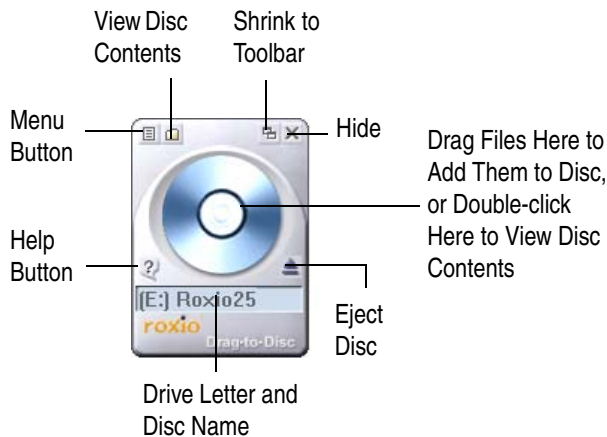 View Disc
Contents
Shrink to
Toolbar
Menu
Button
Hide
Drag Files Here to
Add Them to Disc,
or Double-click
Here to View Disc
Contents
Help
Button
?
(E:) Roxio25
roxio
Drag-to-Disc
Eject
Disc
Drive Letter and
Disc Name